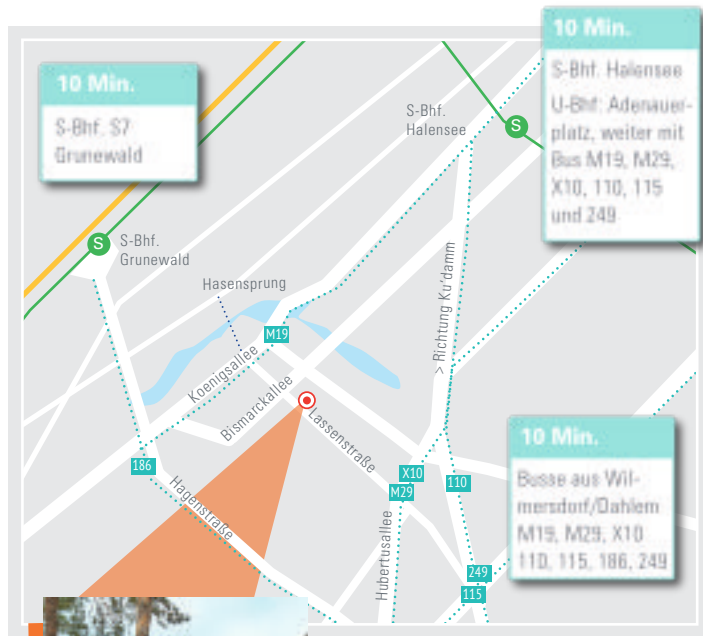 10 Min.
S-Bhf. S7
Grunewald
10 Min.
S-Bhf. Halensee
U-Bhf: Adenauer-
platz, weiter mit
Bus M19, M29,
X10, 110, 115
und 249
S-Bhf.
Halensee
S
S
S-Bhf.
Grunewald
Hasensprung
> Richtung Ku'damm
M19
Koenigsallee
Bismarckallee
Lassenstraße
186
Hagenstraße
X10
M29
110
Hubertusallee
249
115
10 Min.
Busse aus Wil-
mersdorf/Dahlem
M19, M29, X10
110, 115, 186, 249